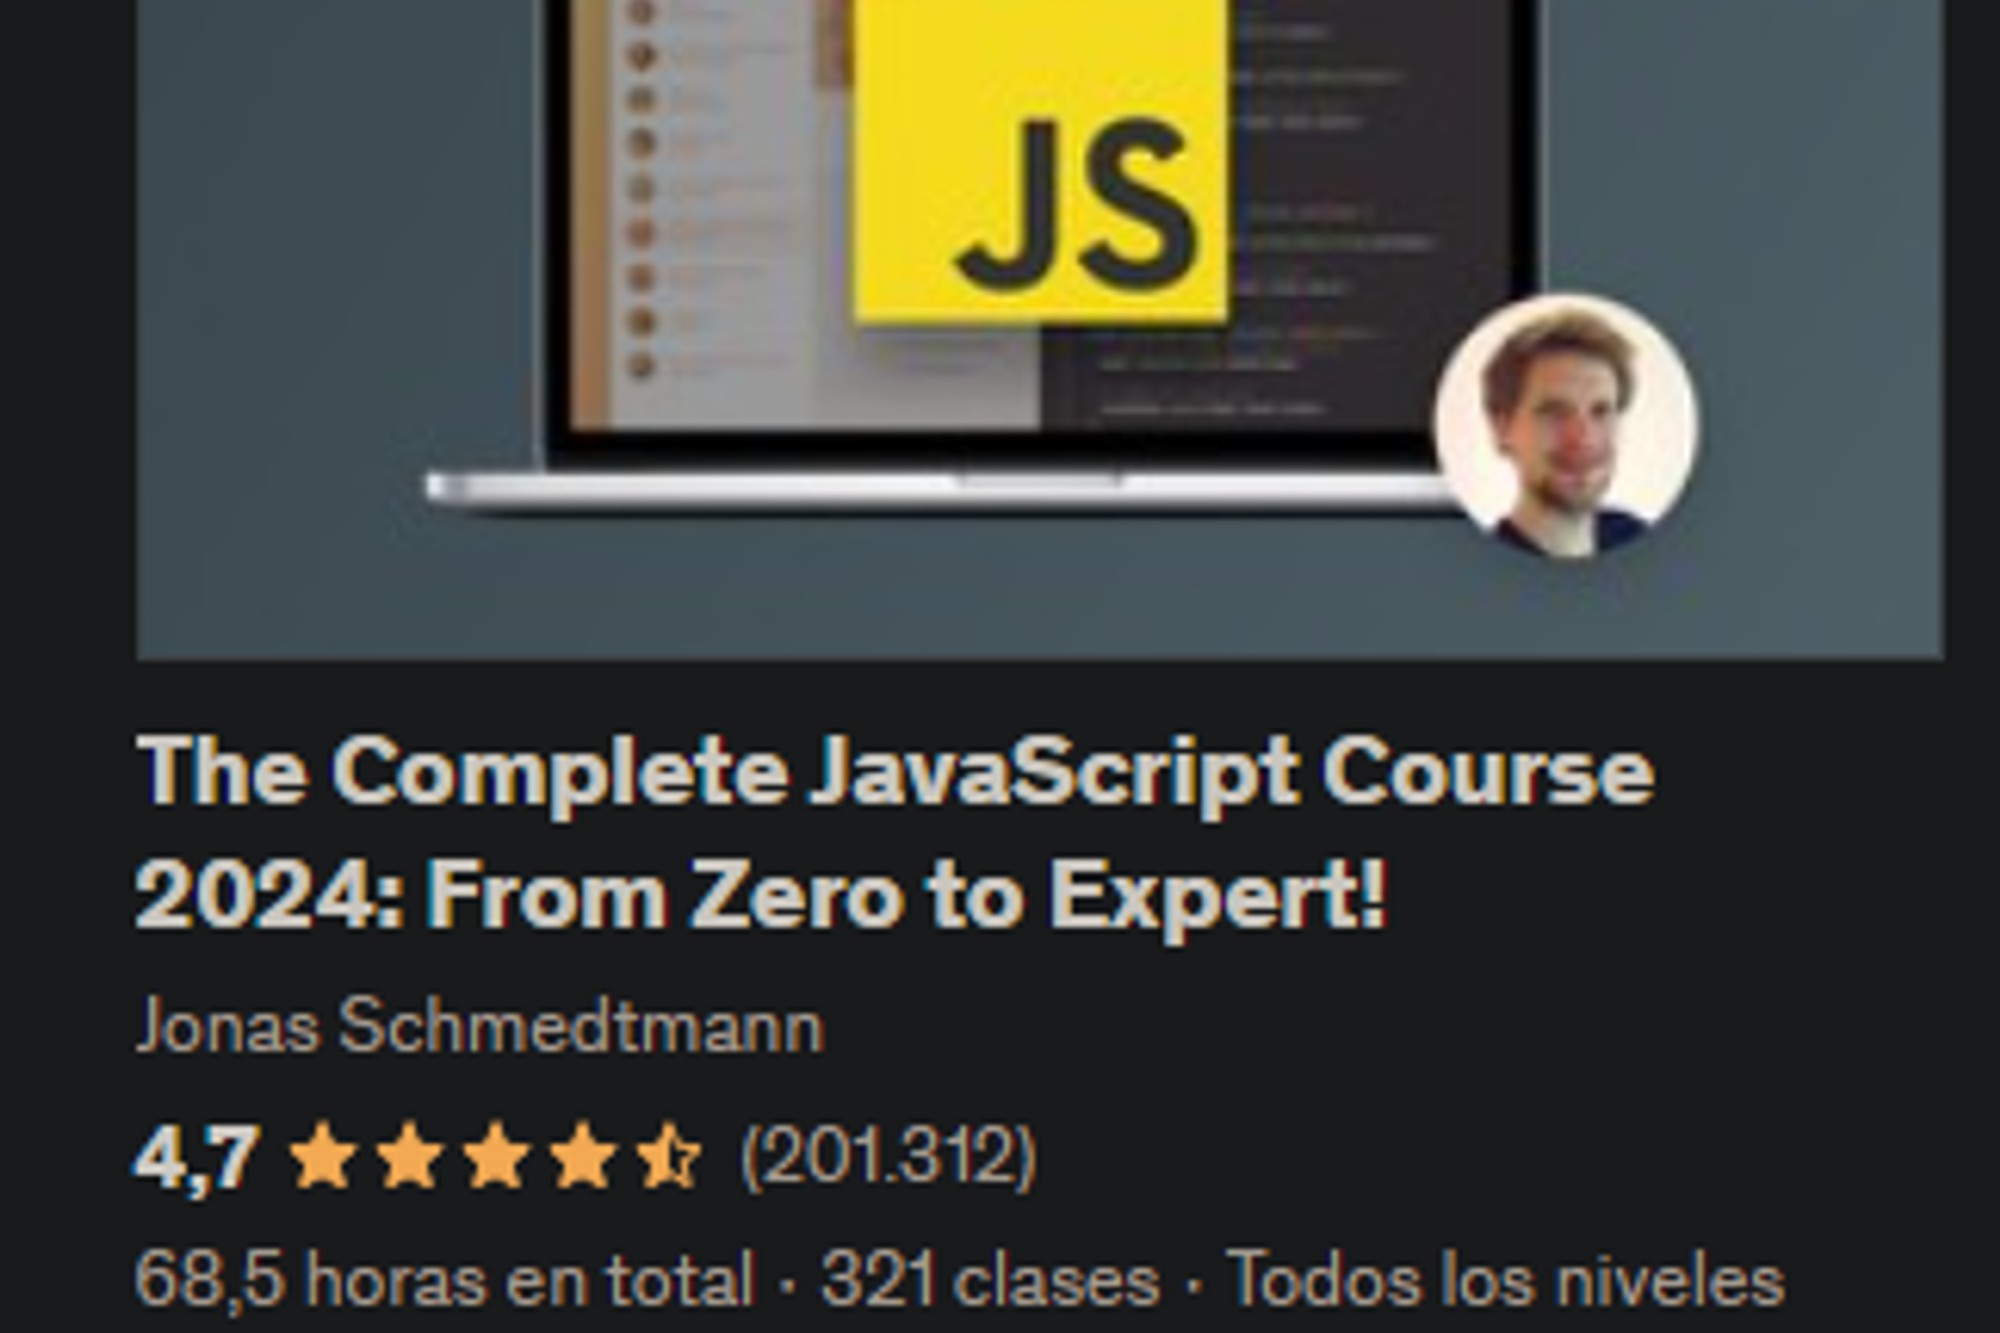 JS
The Complete JavaScript Course
2024: From Zero to Expert!
Jonas Schmedtmann
4,7 (201.312)
68,5 horas en total · 321 clases · Todos los niveles